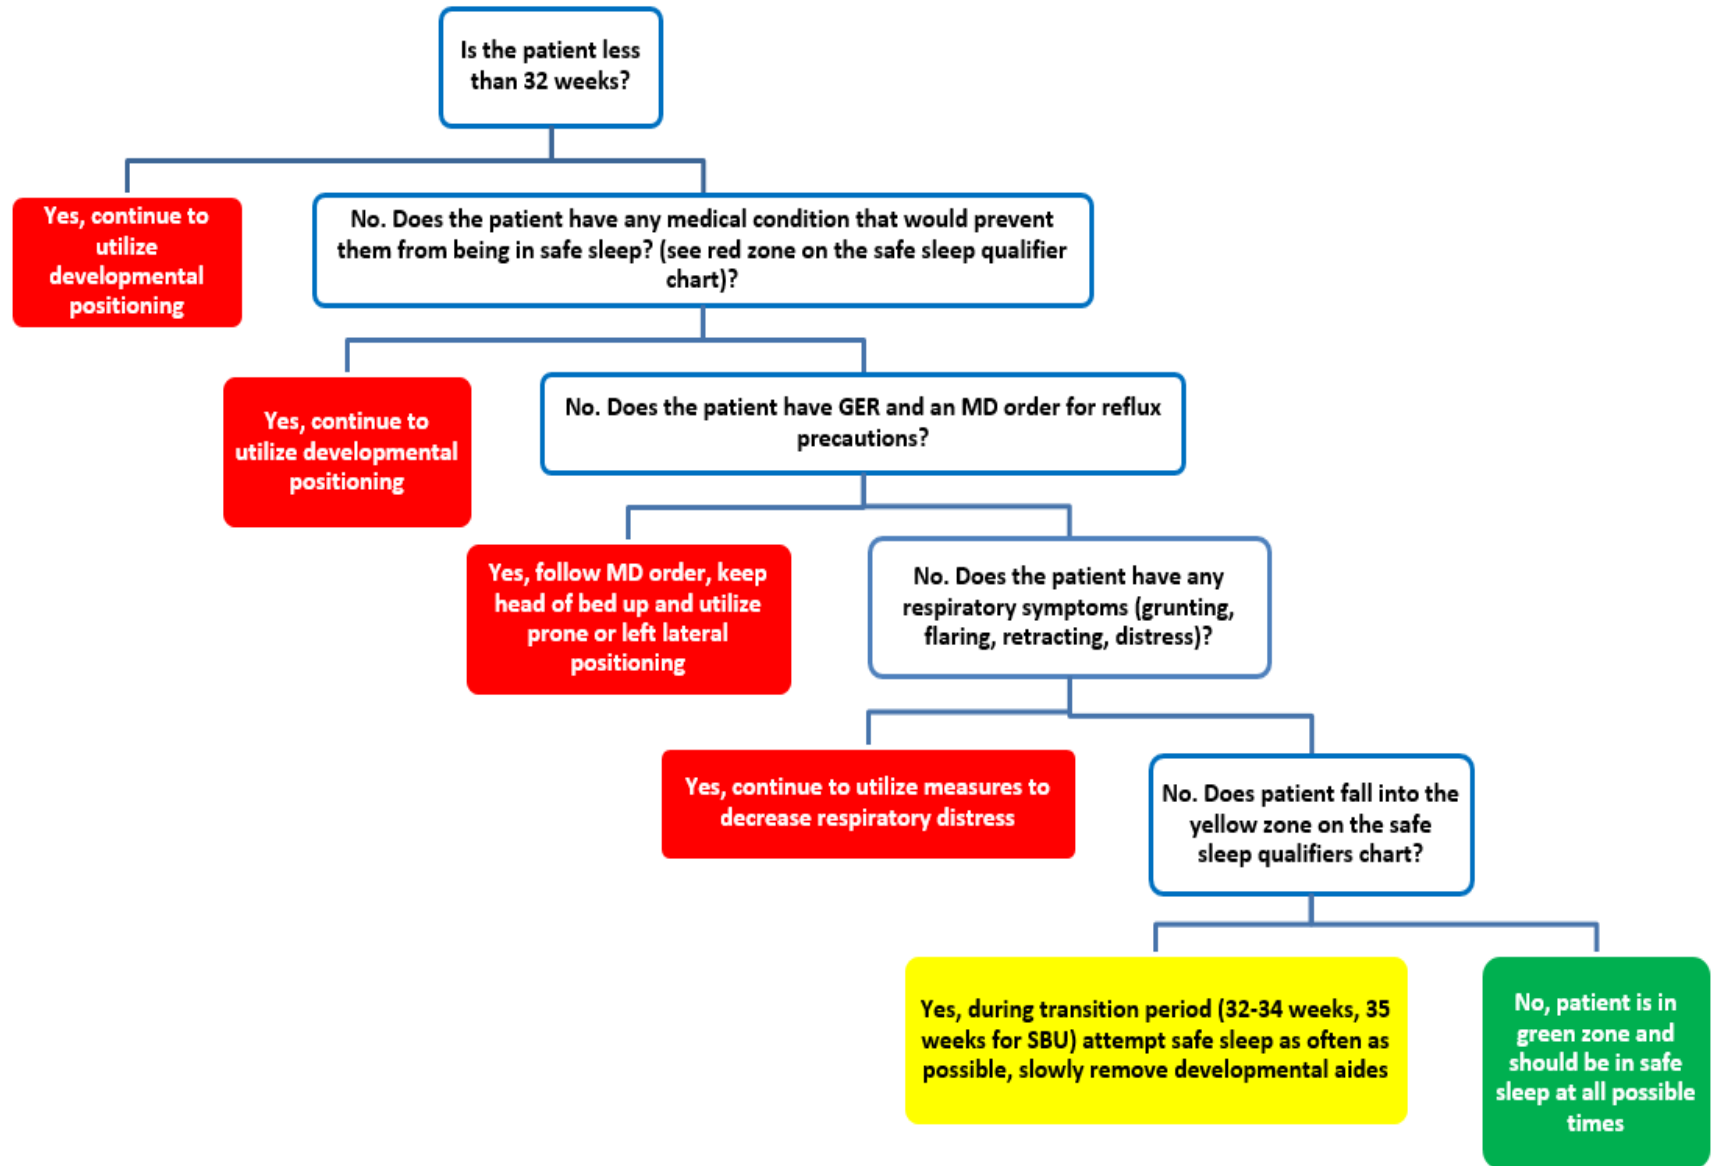 Is the patient less
than 32 weeks?
Yes, continue to
utilize
developmental
positioning
No. Does the patient have any medical condition that would prevent
them from being in safe sleep? (see red zone on the safe sleep qualifier
chart)?
Yes, continue to
utilize developmental
positioning
No. Does the patient have GER and an MD order for reflux
precautions?
Yes, follow MD order, keep
head of bed up and utilize
prone or left lateral
positioning
No. Does the patient have any
respiratory symptoms (grunting,
flaring, retracting, distress)?
Yes, continue to utilize measures to
decrease respiratory distress
No. Does patient fall into the
yellow zone on the safe
sleep qualifiers chart?
Yes, during transition period (32-34 weeks, 35
weeks for SBU) attempt safe sleep as often as
possible, slowly remove developmental aides
No, patient is in
green zone and
should be in safe
sleep at all possible
times